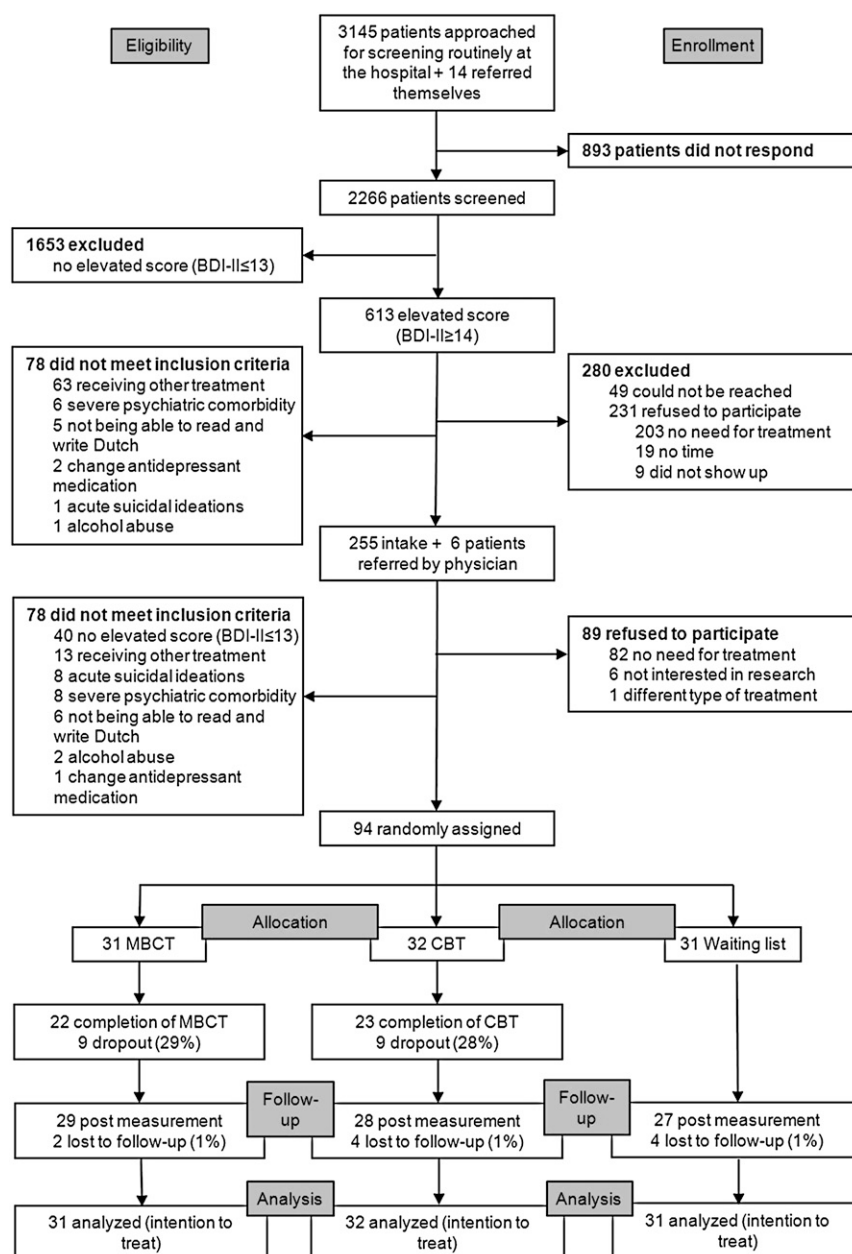 Eligibility
3145 patients approached
for screening routinely at
the hospital + 14 referred
themselves
Enrollment
893 patients did not respond
2266 patients screened
1653 excluded
no elevated score (BDI-II≤13)
613 elevated score
(BDI-II≥14)
78 did not meet inclusion criteria
63 receiving other treatment
6 severe psychiatric comorbidity
5 not being able to read and
write Dutch
2 change antidepressant
medication
1 acute suicidal ideations
1 alcohol abuse
280 excluded
49 could not be reached
231 refused to participate
203 no need for treatment
19 no time
9 did not show up
255 intake + 6 patients
referred by physician
78 did not meet inclusion criteria
40 no elevated score (BDI-II≤13)
13 receiving other treatment
8 acute suicidal ideations
8 severe psychiatric comorbidity
6 not being able to read and
write Dutch
2 alcohol abuse
1 change antidepressant
medication
89 refused to participate
82 no need for treatment
6 not interested in research
1 different type of treatment
94 randomly assigned
31 MBCT
Allocation
32 CBT
Allocation
31 Waiting list
22 completion of MBCT
9 dropout (29%)
23 completion of CBT
9 dropout (28%)
29 post measurement
2 lost to follow-up (1%)
Follow-
up
28 post measurement
4 lost to follow-up (1%)
Follow-
up
27 post measurement
4 lost to follow-up (1%)
31 analyzed (intention to
treat)
Analysis
32 analyzed (intention to
treat)
Analysis
31 analyzed (intention to
treat)